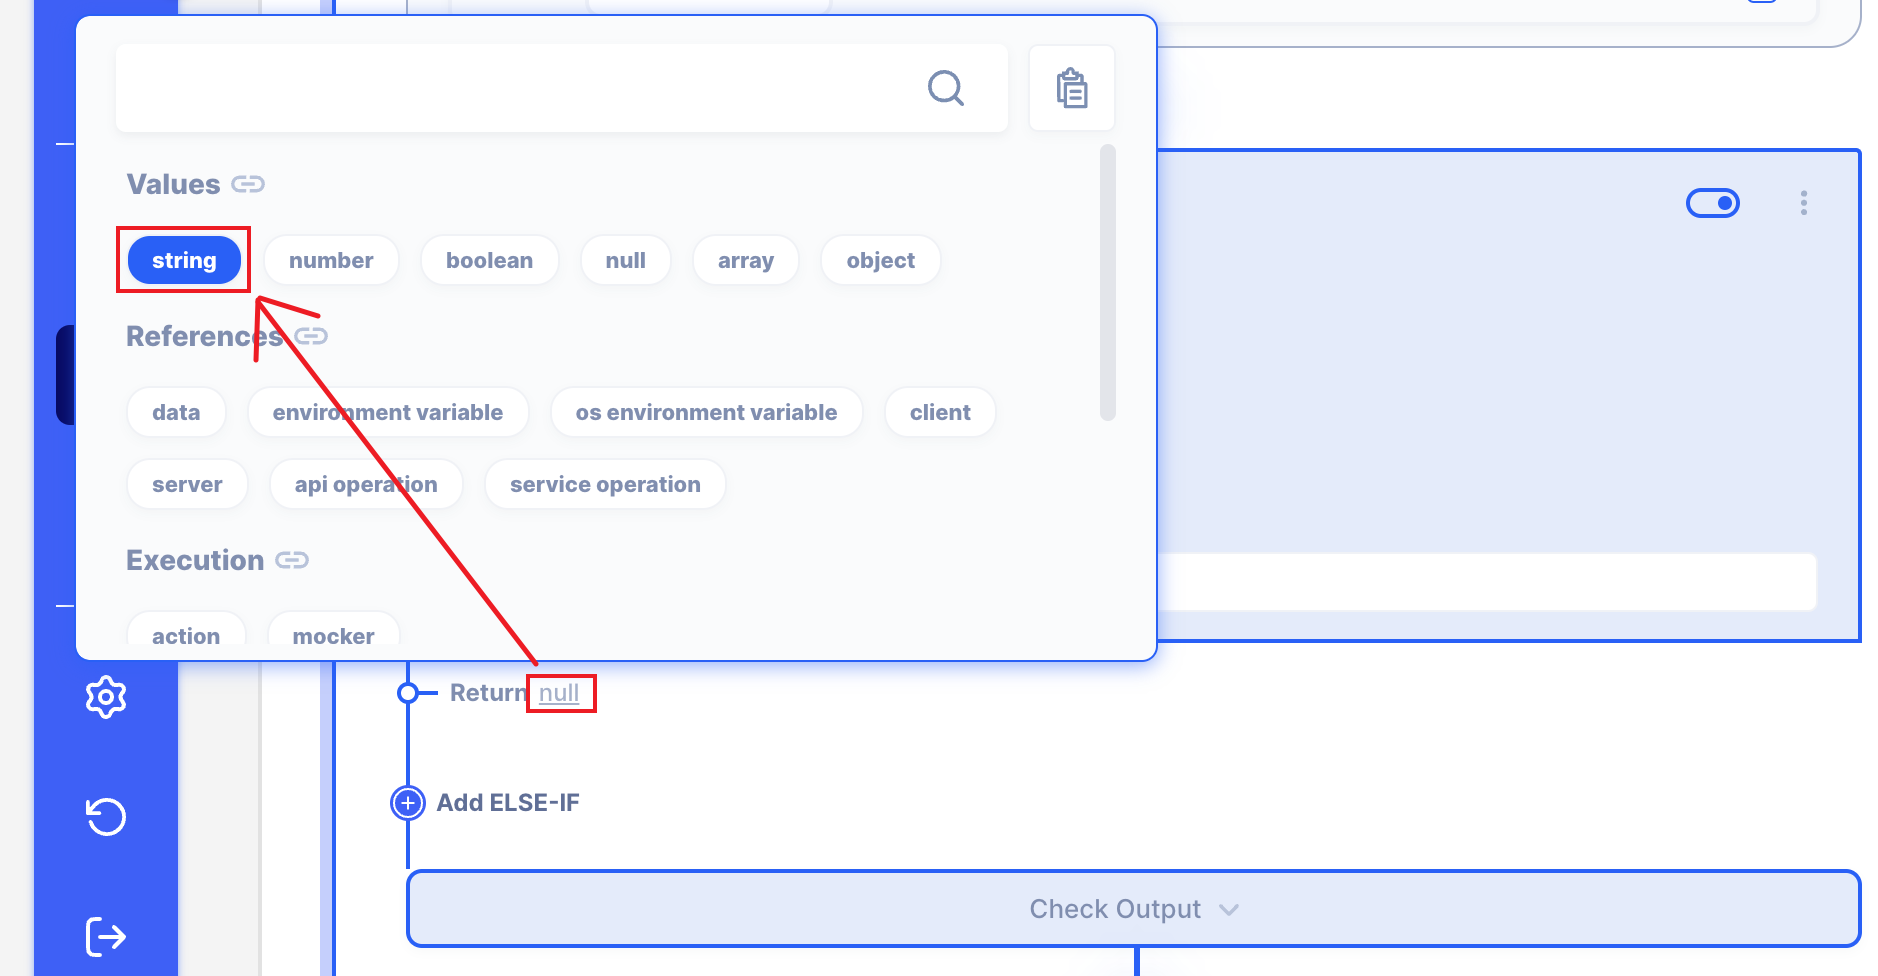 Values
string number boolean null array object
References
data environment variable os environment variable client
server api operation service operation
Execution
action mocker
Return null
Add ELSE-IF
Check Output